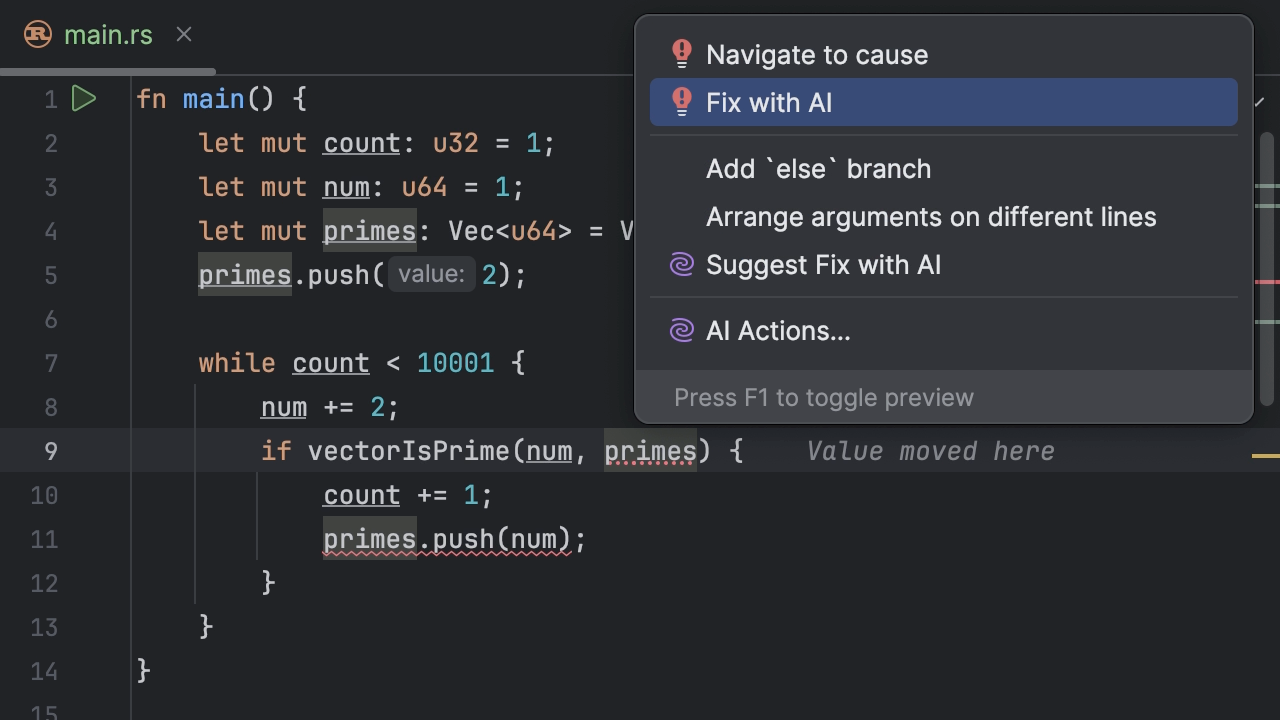 main.rs
1 fn main() {
2 let mut count: u32 = 1;
3 let mut num: u64 = 1;
4 let mut primes: Vec<u64> = V
5 primes.push( value: 2);
6
7 while count < 10001 {
8 num += 2;
9 if vectorIsPrime(num, primes) { Value moved here
10 count += 1;
11 primes.push(num);
12 }
13 }
14 }
15
Navigate to cause
Fix with AI
Add `else` branch
Arrange arguments on different lines
Suggest Fix with AI
AI Actions...
Press F1 to toggle preview